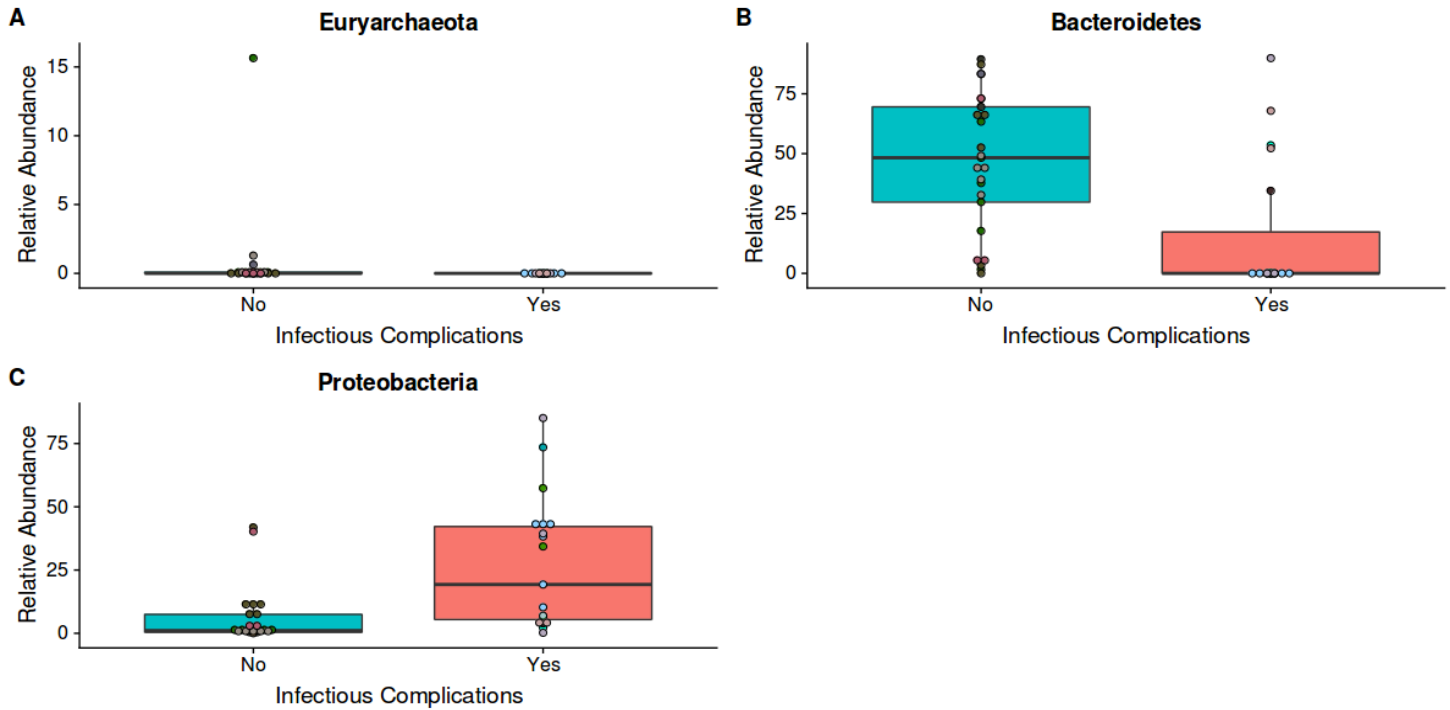 A
Euryarchaeota
Relative Abundance
15
10
5
0
No Yes
Infectious Complications
B
Bacteroidetes
Relative Abundance
75
50
25
0
No Yes
Infectious Complications
C
Proteobacteria
Relative Abundance
75
50
25
0
No Yes
Infectious Complications